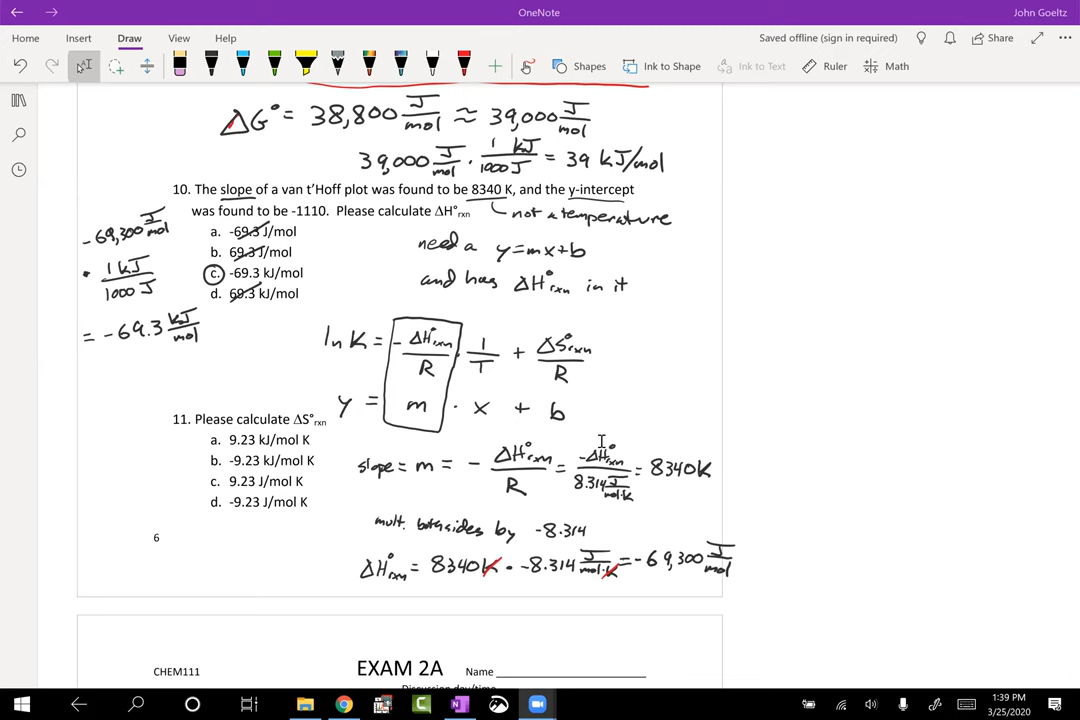 OneNote
John Goeltz
Home Insert Draw View Help
Saved offline (sign in required) Share
Shapes Ink to Shape Ink to Text Ruler Math
ΔG° = 38,800 J/mol ≈ 39,000 J/mol
39,000 J/mol · 1 kJ/1000 J = 39 kJ/mol
10. The slope of a van t'Hoff plot was found to be 8340 K, and the y-intercept
was found to be -1110. Please calculate ΔH°rxn
not a temperature
a. -69.3 J/mol
b. 69.3 J/mol
c. -69.3 kJ/mol
d. 69.3 kJ/mol
-69,300 J/mol
· 1 kJ/1000 J
= -69.3 kJ/mol
need a y=mx+b
and has ΔH°rxn in it
ln K = - ΔH°rxn/R · 1/T + ΔS°rxn/R
y = m · x + b
11. Please calculate ΔS°rxn
a. 9.23 kJ/mol K
b. -9.23 kJ/mol K
c. 9.23 J/mol K
d. -9.23 J/mol K
slope = m = - ΔH°rxn/R = -ΔH°rxn/8.314 J/mol·K = 8340K
mult. both sides by -8.314
ΔH°rxn = 8340K · -8.314 J/mol·K = -69,300 J/mol
6
CHEM111 EXAM 2A Name
Discussion day/time
1:39 PM
3/25/2020